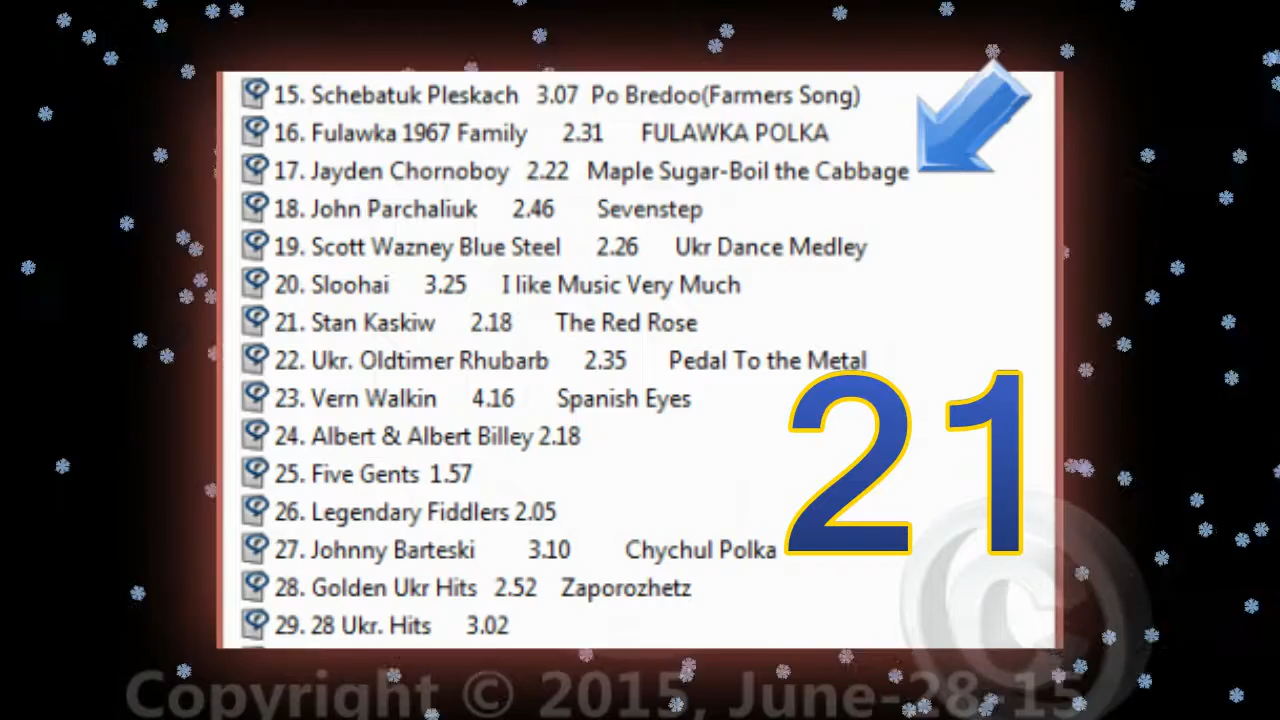 15. Schebatuk Pleskach 3.07 Po Bredoo(Farmers Song)
16. Fulawka 1967 Family 2.31 FULAWKA POLKA
17. Jayden Chornoboy 2.22 Maple Sugar-Boil the Cabbage
18. John Parchaliuk 2.46 Sevenstep
19. Scott Wazney Blue Steel 2.26 Ukr Dance Medley
20. Sloohai 3.25 I like Music Very Much
21. Stan Kaskiw 2.18 The Red Rose
22. Ukr. Oldtimer Rhubarb 2.35 Pedal To the Metal
23. Vern Walkin 4.16 Spanish Eyes
24. Albert & Albert Billey 2.18
25. Five Gents 1.57
26. Legendary Fiddlers 2.05
27. Johnny Barteski 3.10 Chychul Polka
28. Golden Ukr Hits 2.52 Zaporozhetz
29. 28 Ukr. Hits 3.02
21
©
Copyright © 2015, June-28-15